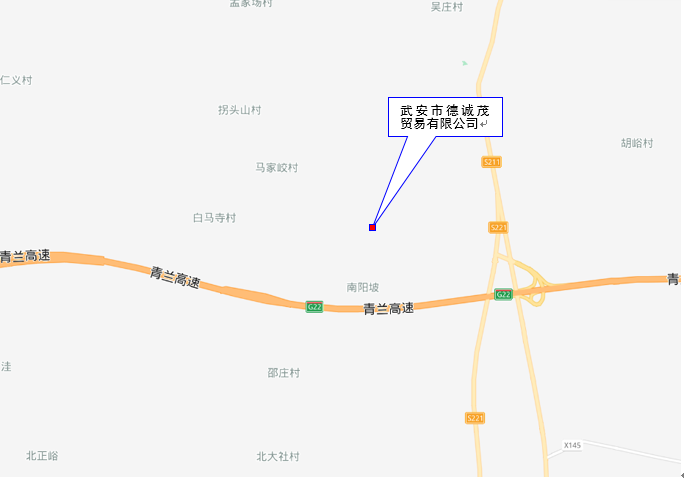 孟家场村
吴庄村
仁义村
拐头山村
武安市德诚茂
贸易有限公司
胡峪村
S211
马家峧村
白马寺村
S221
青兰高速
青兰高速
青
南阳坡
G22
G22
青兰高速
洼
邵庄村
S221
X145
北正峪
北大社村